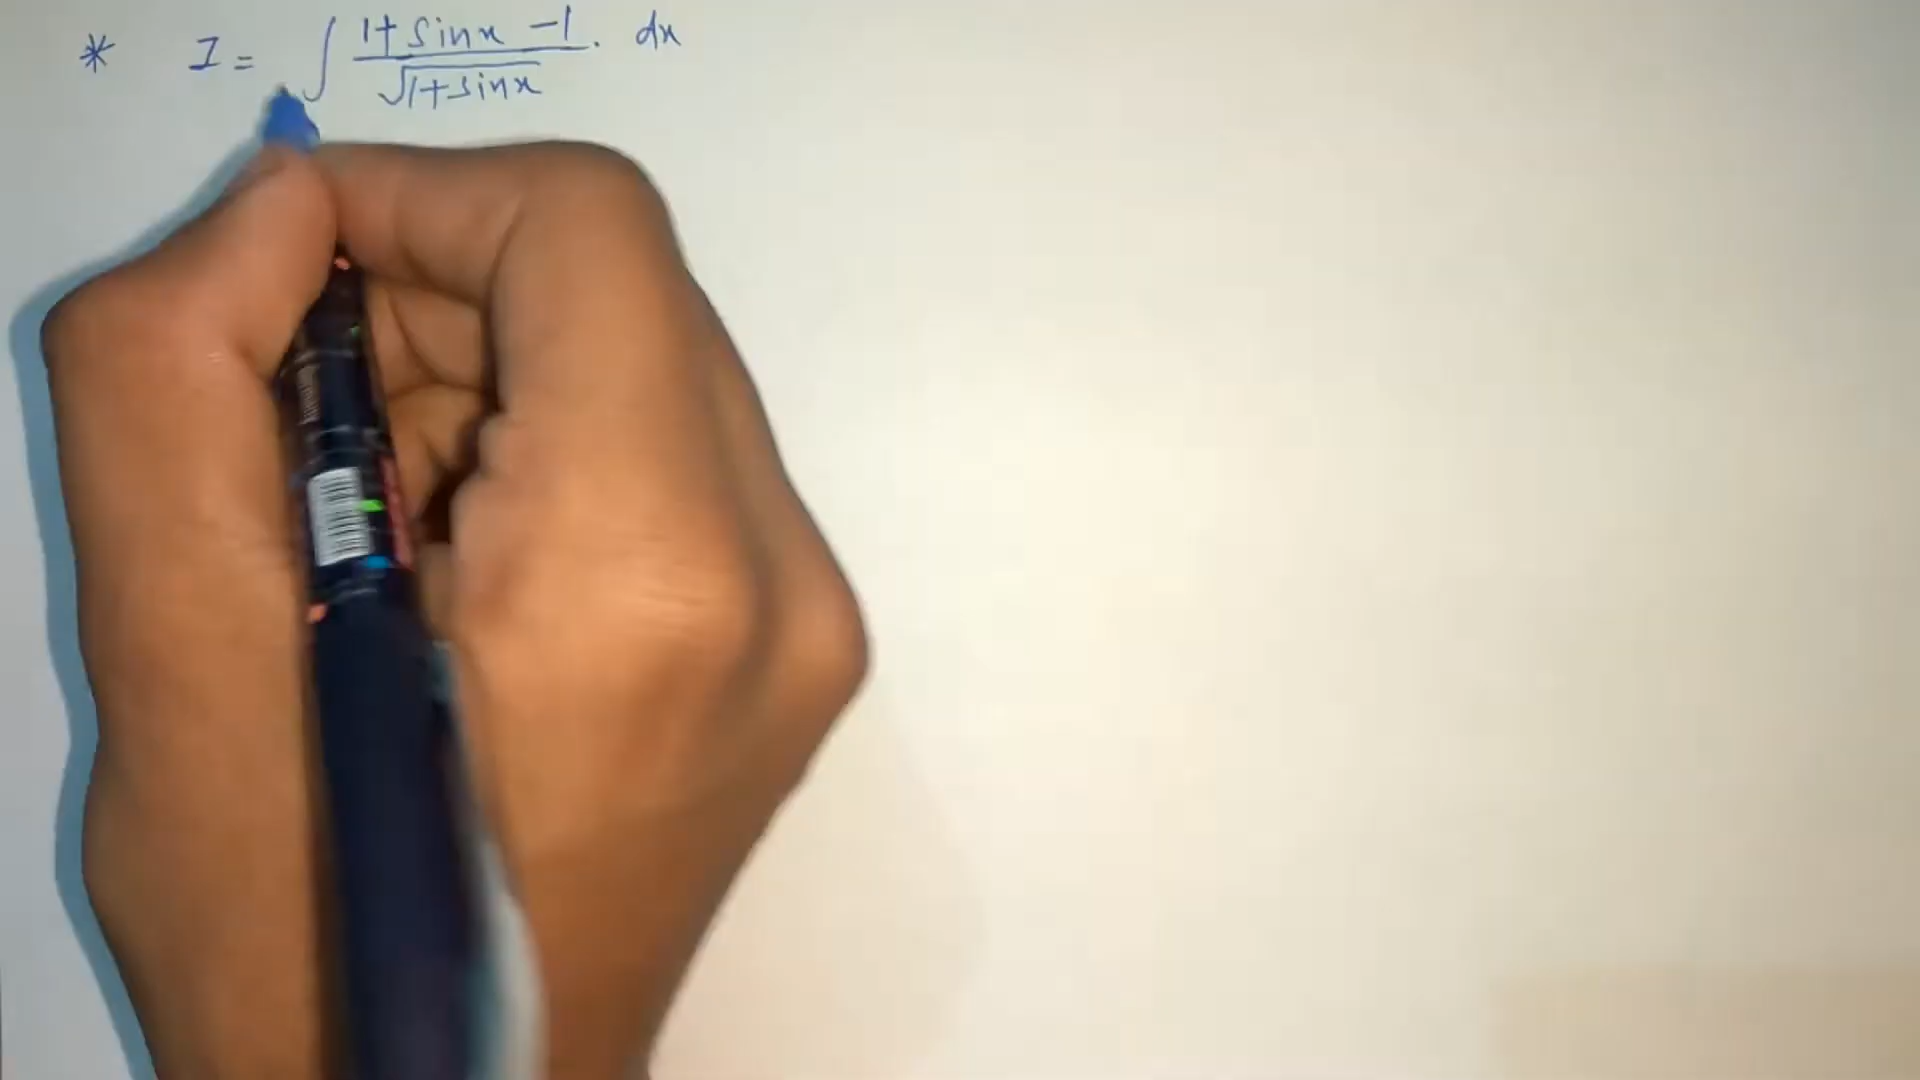 * I = ∫ (1+sinx -1)/(√(1+sinx)) . dx